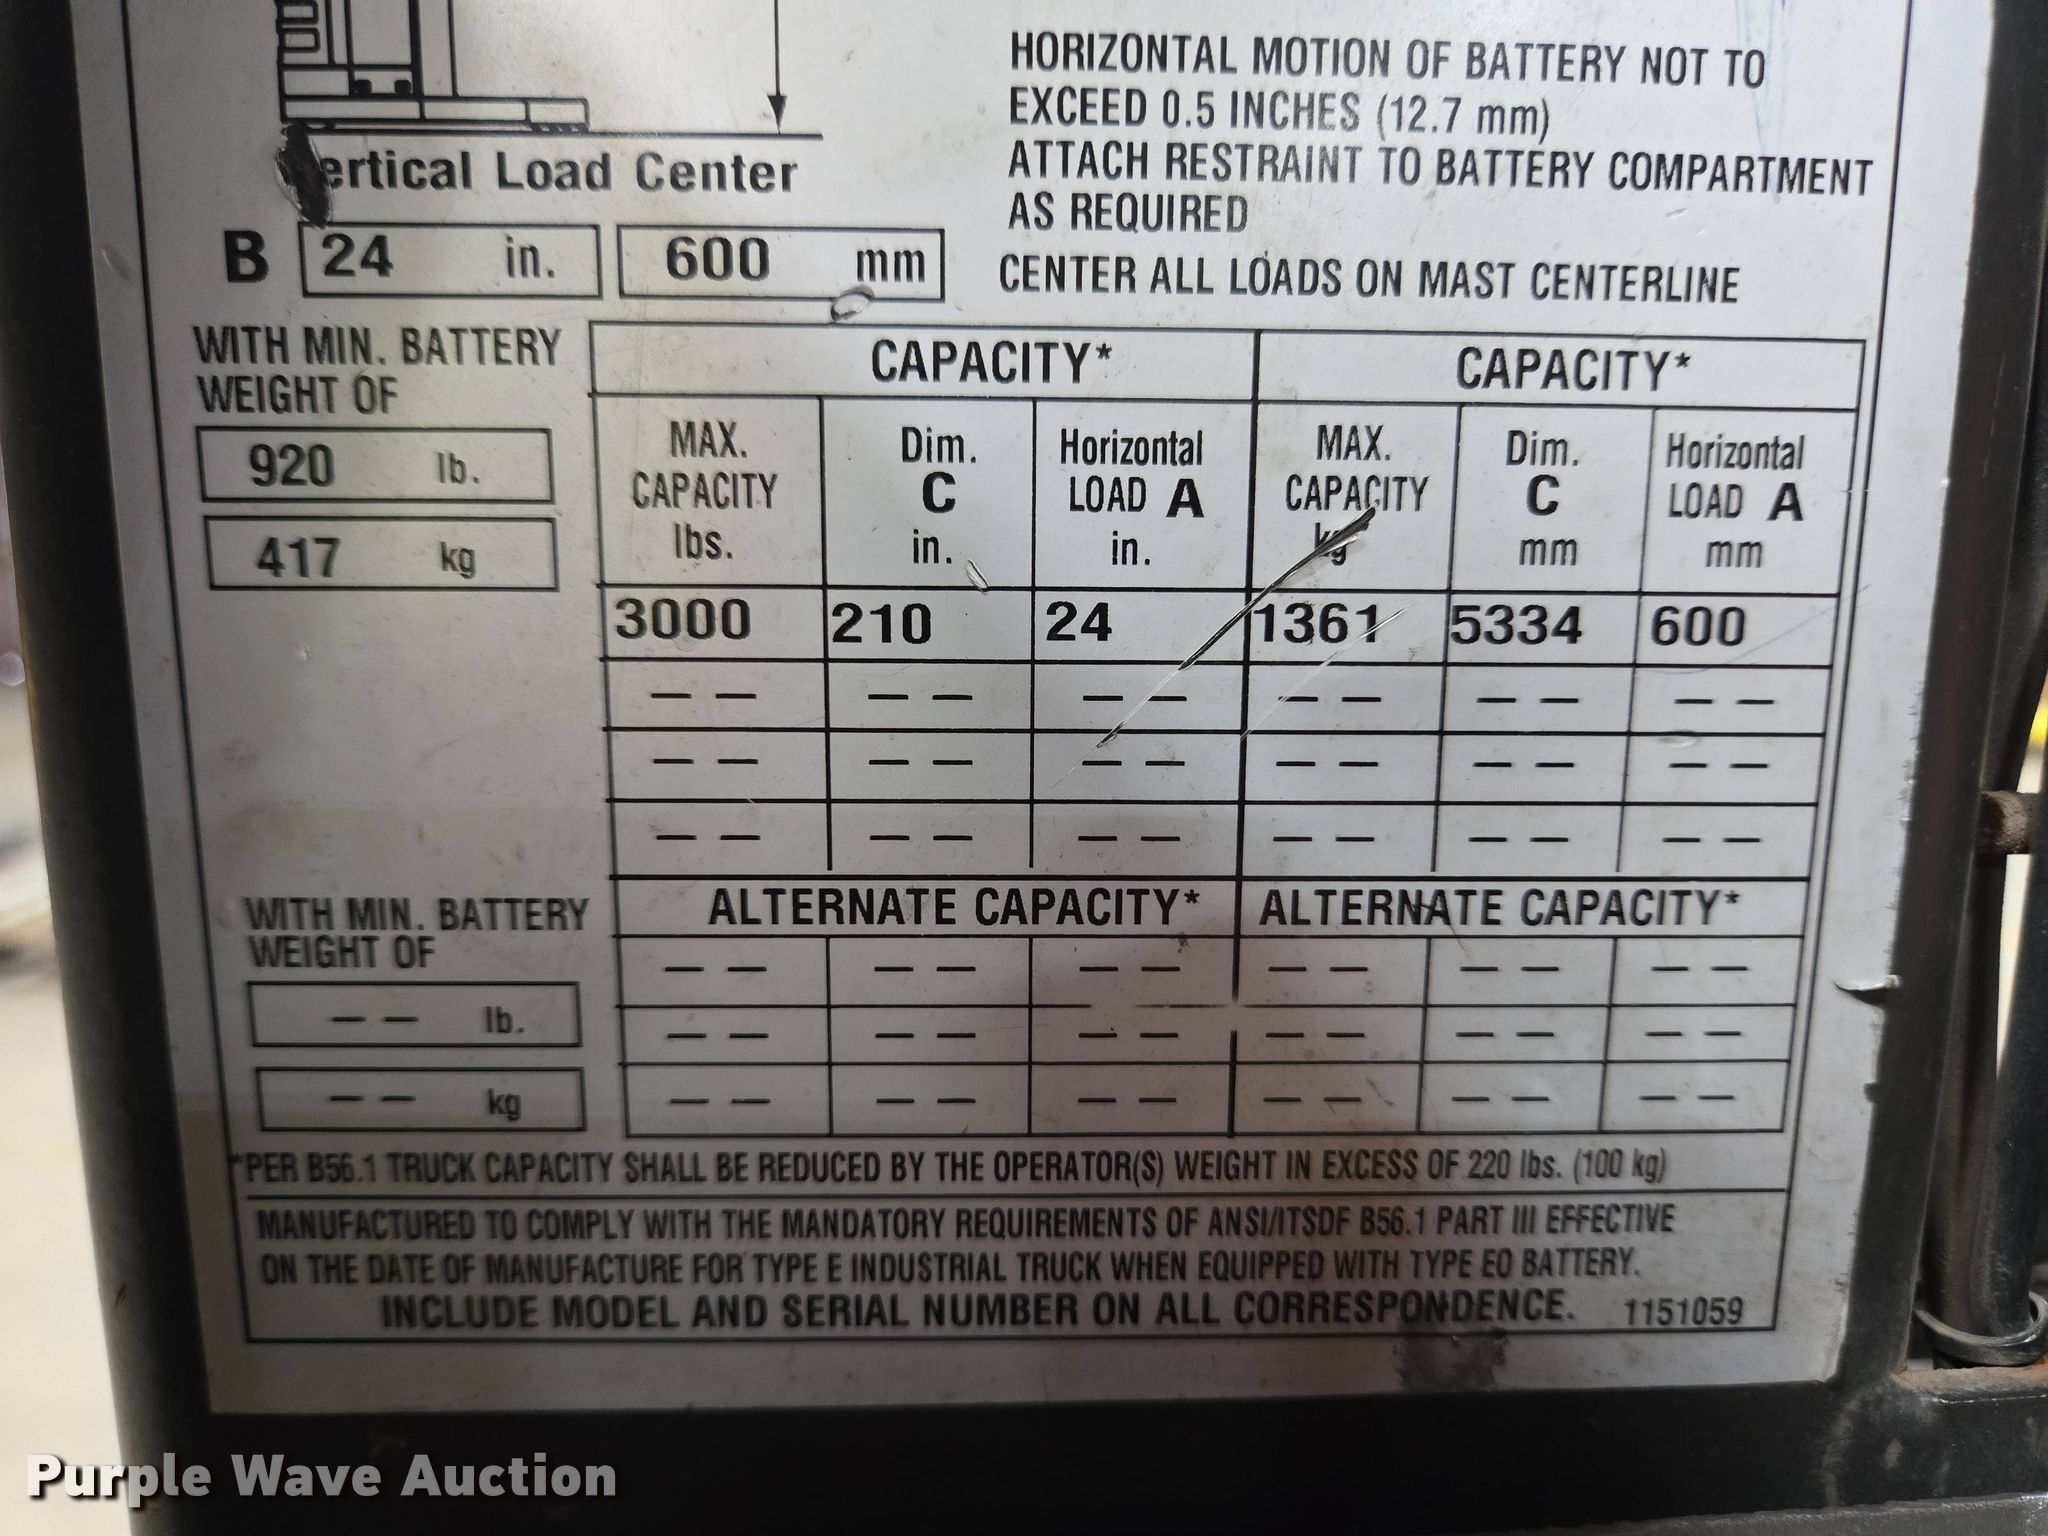 HORIZONTAL MOTION OF BATTERY NOT TO
EXCEED 0.5 INCHES (12.7 mm)
ATTACH RESTRAINT TO BATTERY COMPARTMENT
AS REQUIRED
CENTER ALL LOADS ON MAST CENTERLINE
ertical Load Center
B 24 in. 600 mm
WITH MIN. BATTERY
WEIGHT OF
920 lb.
417 kg
CAPACITY* CAPACITY*
MAX. CAPACITY lbs. Dim. C in. Horizontal LOAD A in. MAX. CAPACITY kg Dim. C mm Horizontal LOAD A mm
3000 210 24 1361 5334 600
-- -- -- -- -- --
-- -- -- -- -- --
-- -- -- -- -- --
WITH MIN. BATTERY
WEIGHT OF
-- lb.
-- kg
ALTERNATE CAPACITY* ALTERNATE CAPACITY*
-- -- -- -- -- --
-- -- -- -- -- --
-- -- -- -- -- --
*PER B56.1 TRUCK CAPACITY SHALL BE REDUCED BY THE OPERATOR(S) WEIGHT IN EXCESS OF 220 lbs. (100 kg)
MANUFACTURED TO COMPLY WITH THE MANDATORY REQUIREMENTS OF ANSI/ITSDF B56.1 PART III EFFECTIVE
ON THE DATE OF MANUFACTURE FOR TYPE E INDUSTRIAL TRUCK WHEN EQUIPPED WITH TYPE EO BATTERY.
INCLUDE MODEL AND SERIAL NUMBER ON ALL CORRESPONDENCE. 1151059
Purple Wave Auction